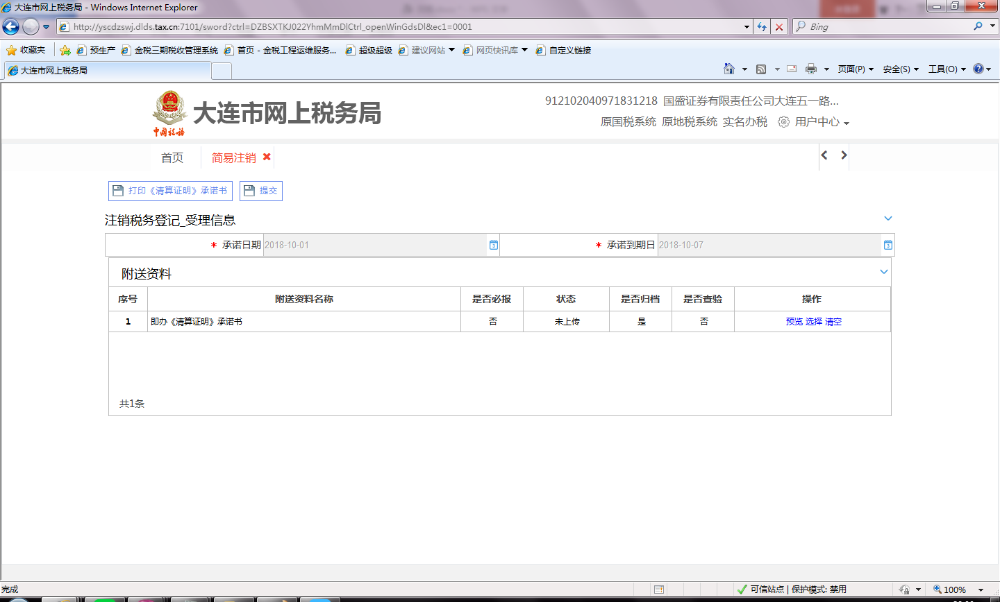 大连市网上税务局 - Windows Internet Explorer
http://yscdzswj.dlds.tax.cn:7101/sword?ctrl=DZBSXTKJ022YhmMmDlCtrl_openWinGdsDl&ec1=0001
Bing
收藏夹 预生产 金税三期税收管理系统 首页 - 金税工程运维服务... 超级超级 建议网站 网页快讯库 自定义链接
大连市网上税务局
页面(P) 安全(S) 工具(O)
中国税务
大连市网上税务局
912102040971831218 国盛证券有限责任公司大连五一路...
原国税系统 原地税系统 实名办税 用户中心
首页 简易注销
打印《清算证明》承诺书 提交
注销税务登记_受理信息
* 承诺日期 2018-10-01 * 承诺到期日 2018-10-07
附送资料
序号 附送资料名称 是否必报 状态 是否归档 是否查验 操作
1 即办《清算证明》承诺书 否 未上传 是 否 预览 选择 清空
共1条
完成 可信站点 | 保护模式: 禁用 100%